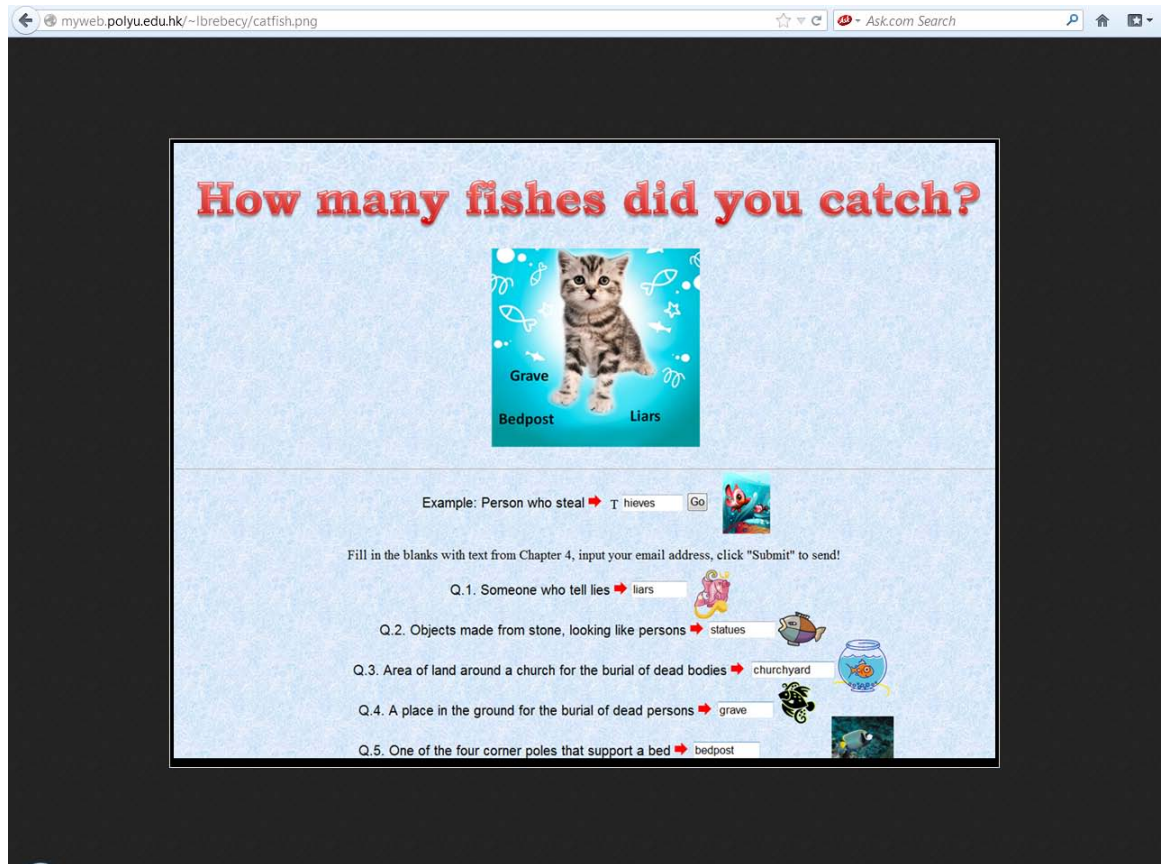 myweb.polyu.edu.hk/~lbrebecy/catfish.png
Ask - Ask.com Search
How many fishes did you catch?
Grave
Bedpost
Liars
Example: Person who steal T hieves Go
Fill in the blanks with text from Chapter 4, input your email address, click "Submit" to send!
Q.1. Someone who tell lies liars
Q.2. Objects made from stone, looking like persons statues
Q.3. Area of land around a church for the burial of dead bodies churchyard
Q.4. A place in the ground for the burial of dead persons grave
Q.5. One of the four corner poles that support a bed bedpost